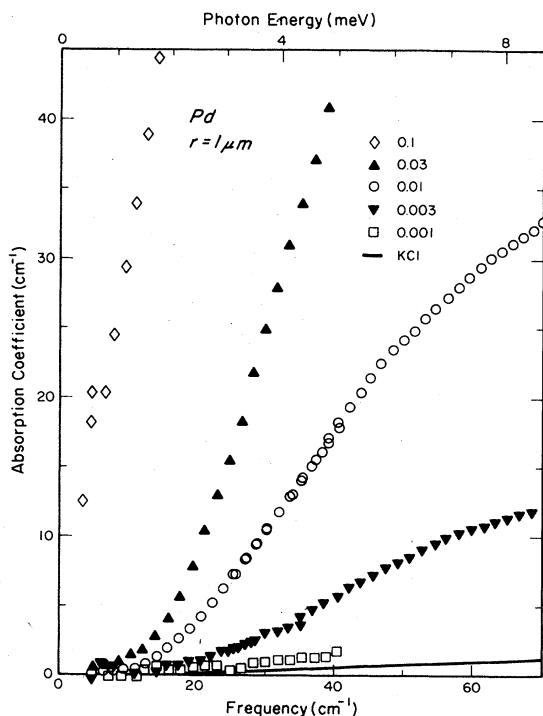 Photon Energy (meV)
0 4 8
40
30
20
10
0
Absorption Coefficient (cm⁻¹)
Pd
r = 1 μm
0.1
0.03
0.01
0.003
0.001
KCl
0 20 40 60
Frequency (cm⁻¹)